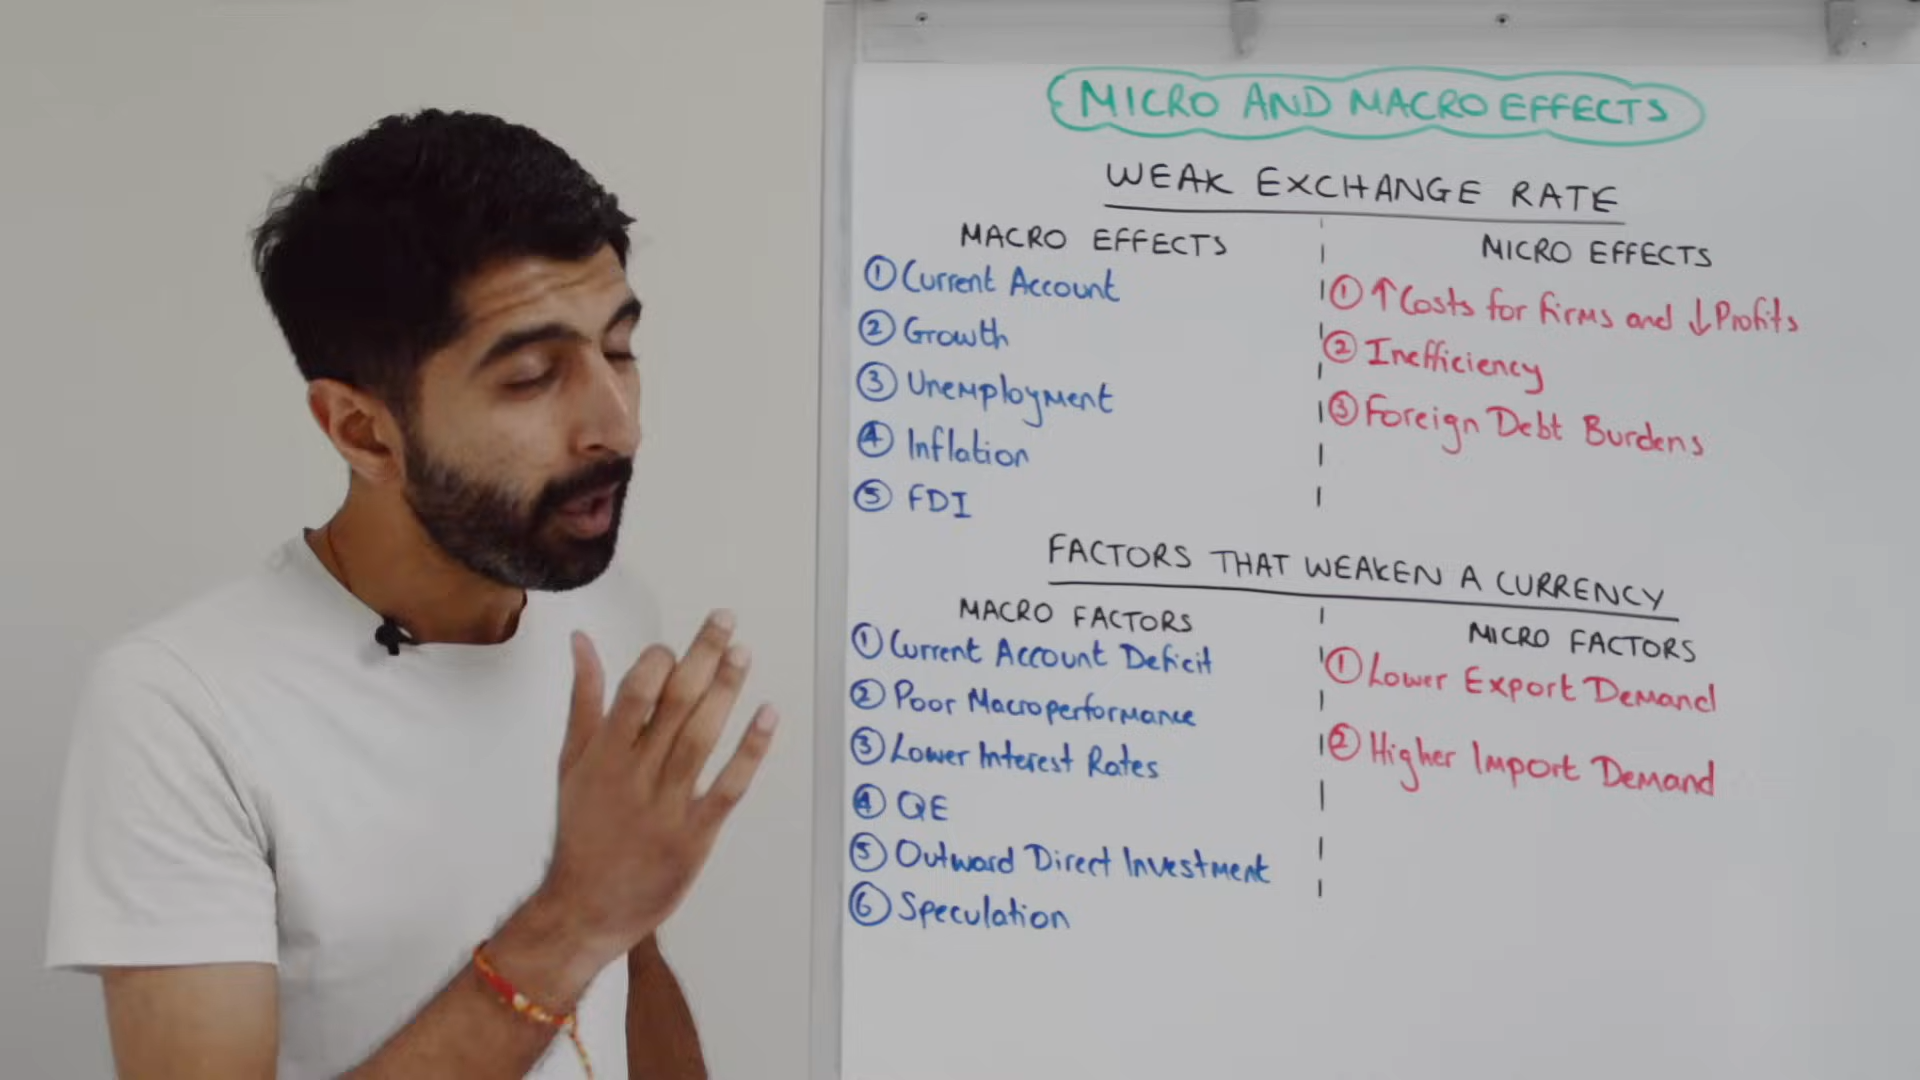 MICRO AND MACRO EFFECTS
WEAK EXCHANGE RATE
MACRO EFFECTS
① Current Account
② Growth
③ Unemployment
④ Inflation
⑤ FDI
MICRO EFFECTS
① ↑ Costs for firms and ↓ Profits
② Inefficiency
③ Foreign Debt Burdens
FACTORS THAT WEAKEN A CURRENCY
MACRO FACTORS
① Current Account Deficit
② Poor Macroperformance
③ Lower Interest Rates
④ QE
⑤ Outward Direct Investment
⑥ Speculation
MICRO FACTORS
① Lower Export Demand
② Higher Import Demand